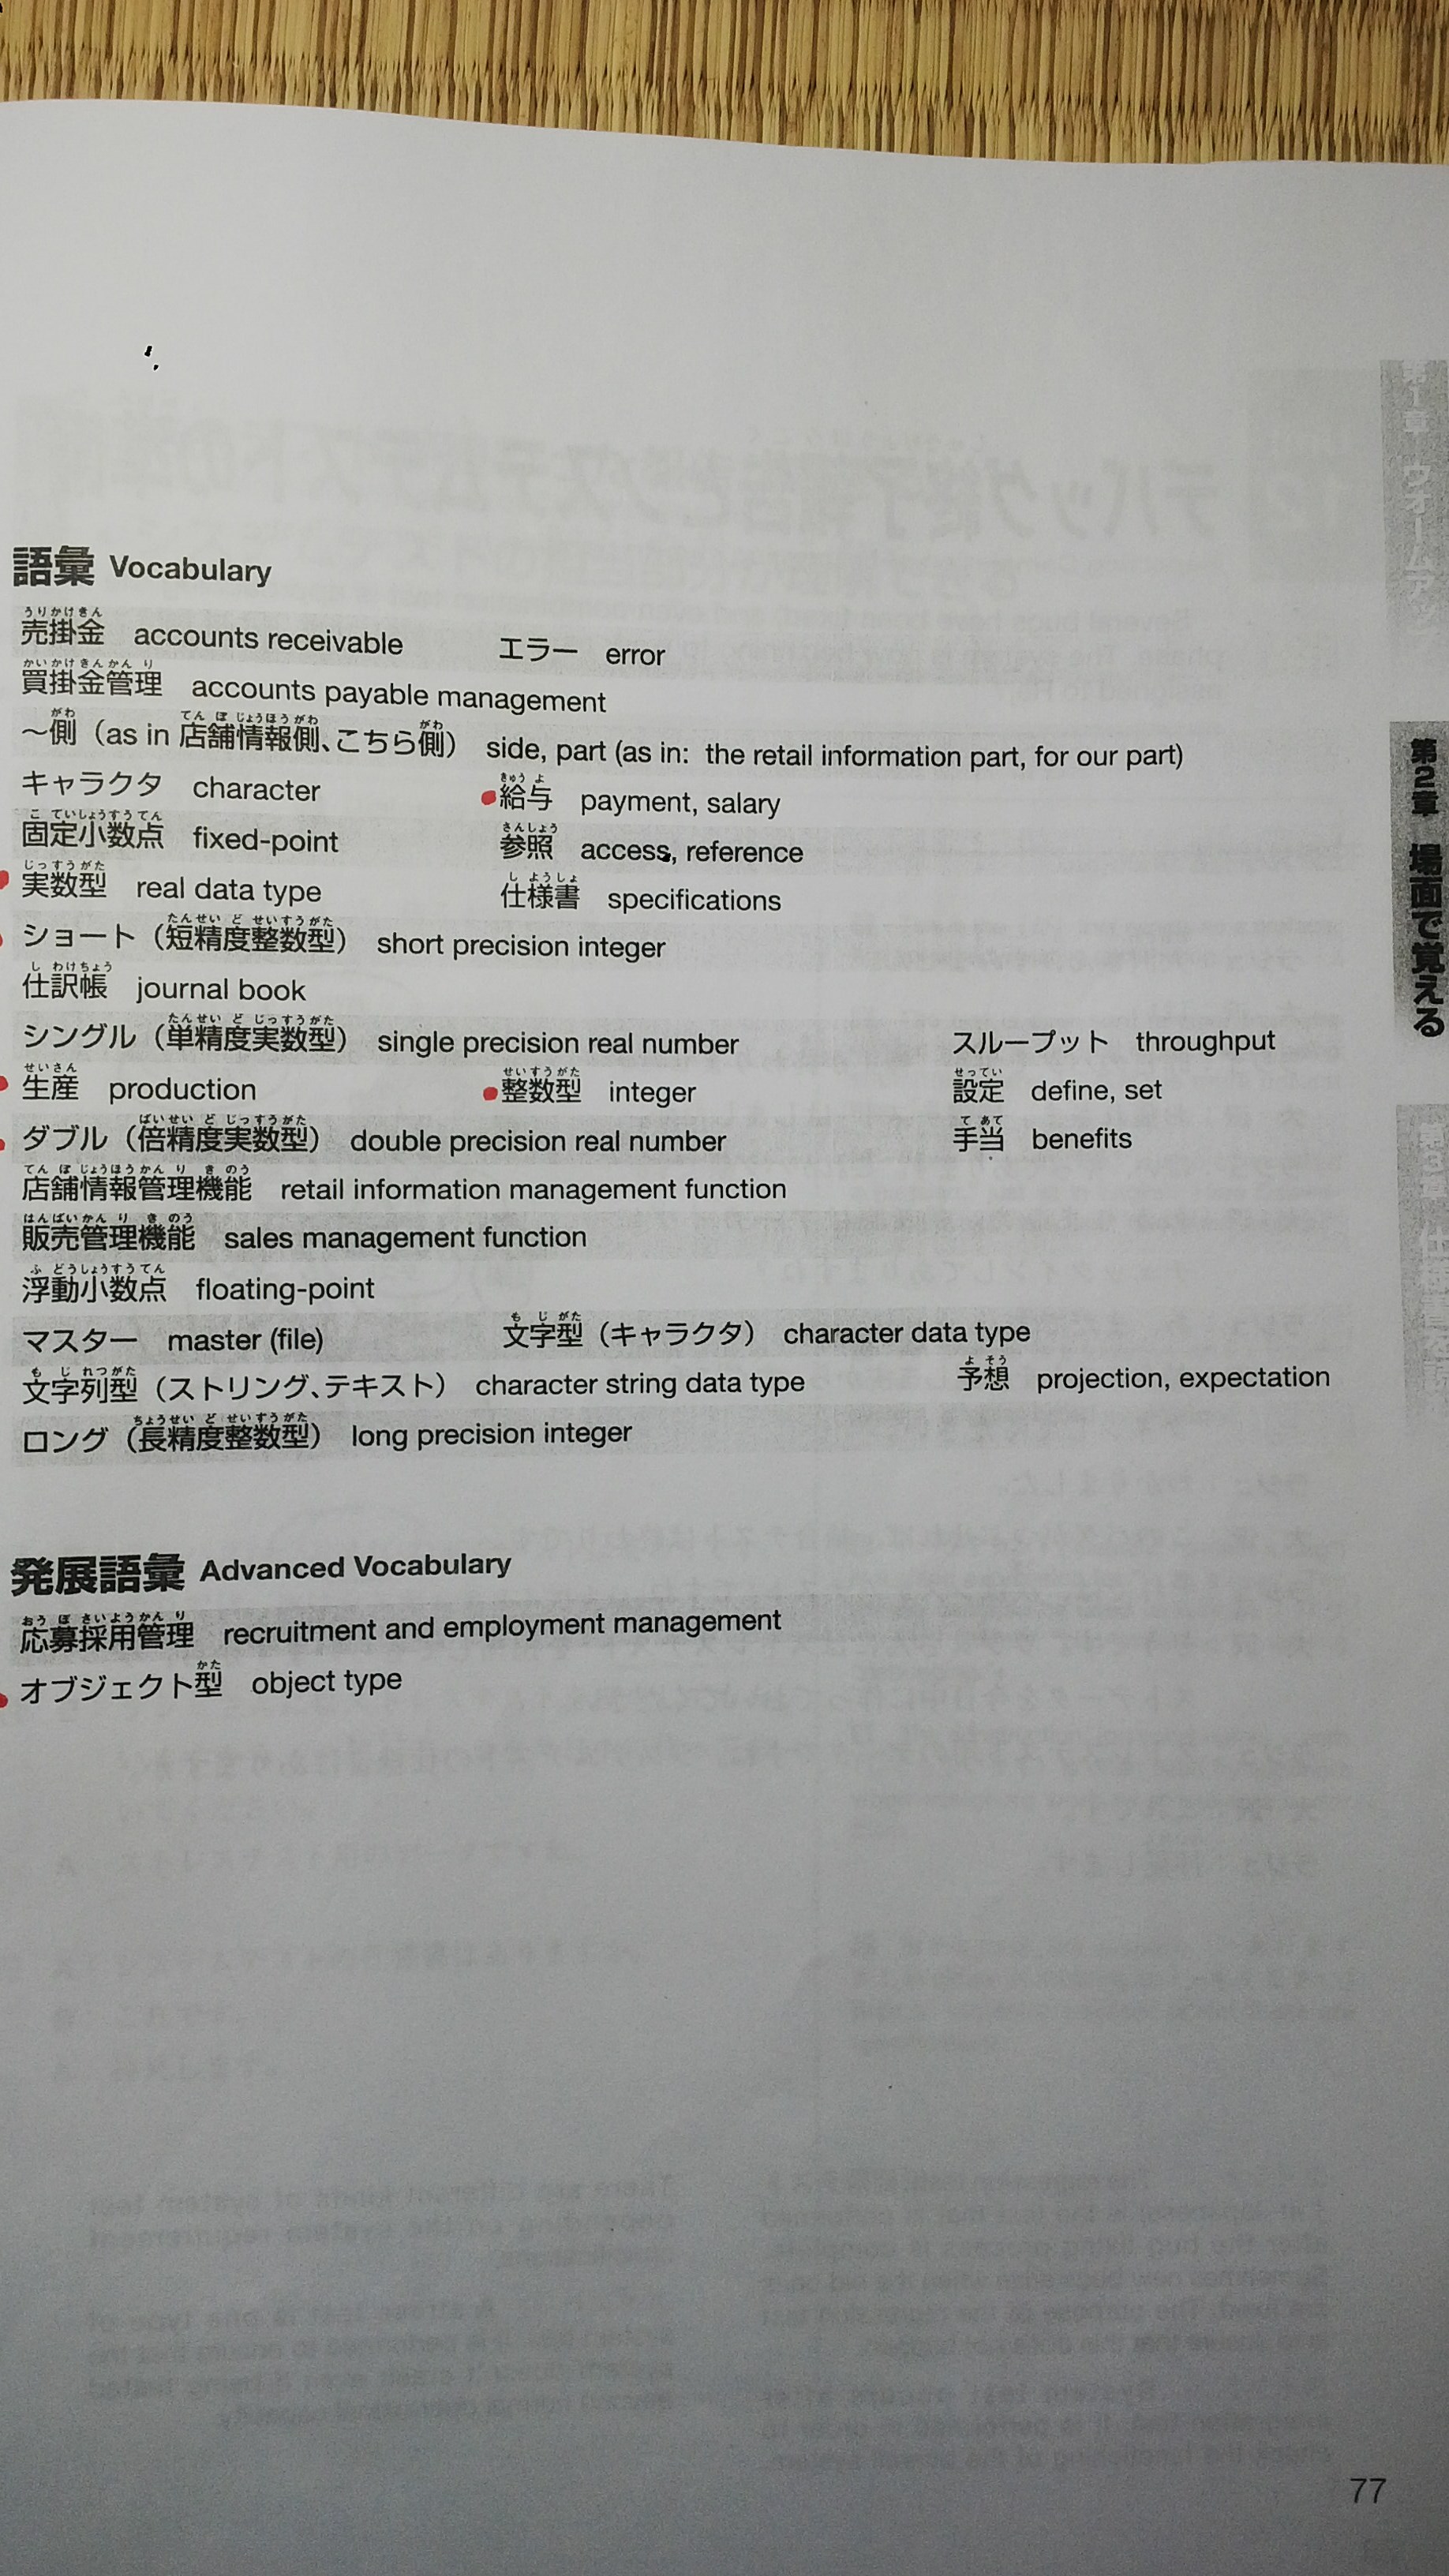 語彙 Vocabulary
売掛金 accounts receivable エラー error
買掛金管理 accounts payable management
～側（as in 店舗情報側、こちら側） side, part (as in: the retail information part, for our part)
キャラクタ character 給与 payment, salary
固定小数点 fixed-point 参照 access, reference
実数型 real data type 仕様書 specifications
ショート（短精度整数型） short precision integer
仕訳帳 journal book
シングル（単精度実数型） single precision real number スループット throughput
生産 production 整数型 integer 設定 define, set
ダブル（倍精度実数型） double precision real number 手当 benefits
店舗情報管理機能 retail information management function
販売管理機能 sales management function
浮動小数点 floating-point
マスター master (file) 文字型（キャラクタ） character data type
文字列型（ストリング、テキスト） character string data type 予想 projection, expectation
ロング（長精度整数型） long precision integer
発展語彙 Advanced Vocabulary
応募採用管理 recruitment and employment management
オブジェクト型 object type
第2章 場面で覚える
77